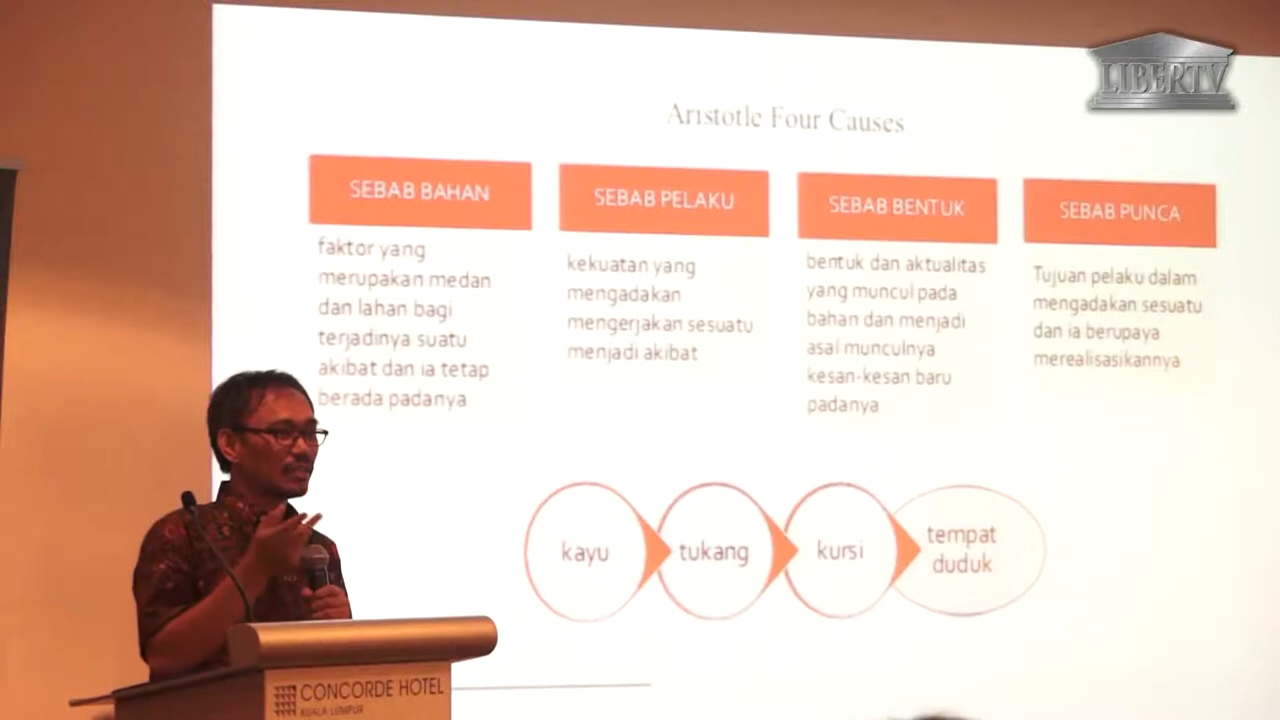 LIBERTV
Aristotle Four Causes
SEBAB BAHAN
faktor yang
merupakan medan
dan lahan bagi
terjadinya suatu
akibat dan ia tetap
berada padanya
SEBAB PELAKU
kekuatan yang
mengadakan
mengerjakan sesuatu
menjadi akibat
SEBAB BENTUK
bentuk dan aktualitas
yang muncul pada
bahan dan menjadi
asal munculnya
kesan-kesan baru
padanya
SEBAB PUNCA
Tujuan pelaku dalam
mengadakan sesuatu
dan ia berupaya
merealisasikannya
kayu
tukang
kursi
tempat
duduk
CONCORDE HOTEL
KUALA LUMPUR